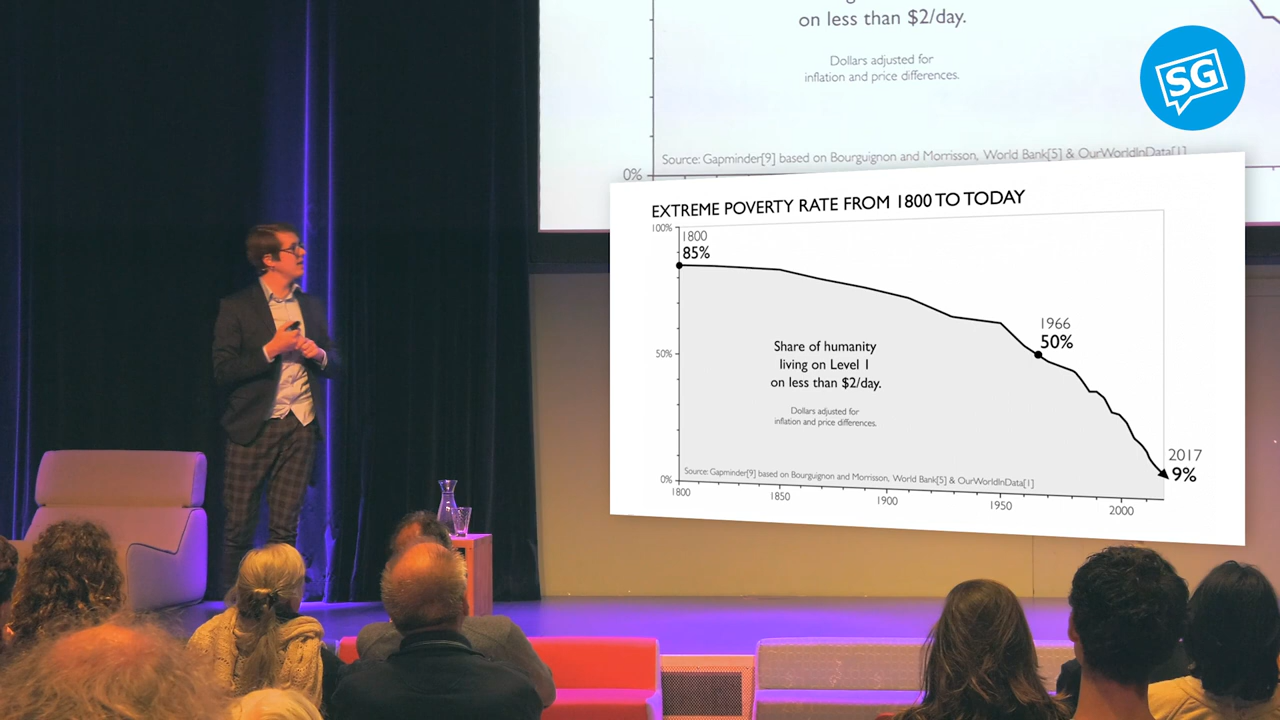 on less than $2/day.
Dollars adjusted for
inflation and price differences.
Source: Gapminder[9] based on Bourguignon and Morrisson, World Bank[5] & OurWorldInData[1]
0%
SG
EXTREME POVERTY RATE FROM 1800 TO TODAY
100%
1800
85%
1966
50%
Share of humanity
living on Level 1
on less than $2/day.
50%
Dollars adjusted for
inflation and price differences.
2017
9%
Source: Gapminder[9] based on Bourguignon and Morrisson, World Bank[5] & OurWorldInData[1]
0%
1800
1850
1900
1950
2000